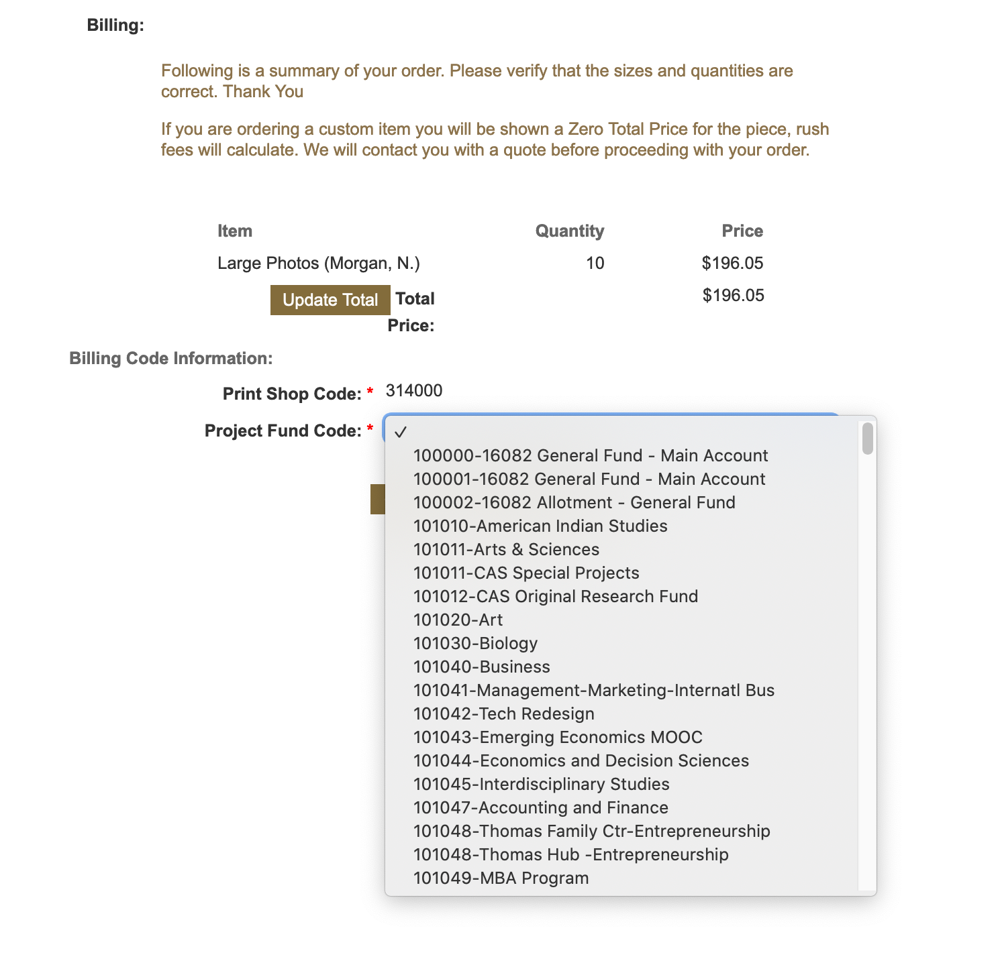 Billing:
Following is a summary of your order. Please verify that the sizes and quantities are
correct. Thank You
If you are ordering a custom item you will be shown a Zero Total Price for the piece, rush
fees will calculate. We will contact you with a quote before proceeding with your order.
Item Quantity Price
Large Photos (Morgan, N.) 10 $196.05
Update Total Total $196.05
Price:
Billing Code Information:
Print Shop Code: * 314000
Project Fund Code: * ✓
100000-16082 General Fund - Main Account
100001-16082 General Fund - Main Account
100002-16082 Allotment - General Fund
101010-American Indian Studies
101011-Arts & Sciences
101011-CAS Special Projects
101012-CAS Original Research Fund
101020-Art
101030-Biology
101040-Business
101041-Management-Marketing-Internatl Bus
101042-Tech Redesign
101043-Emerging Economics MOOC
101044-Economics and Decision Sciences
101045-Interdisciplinary Studies
101047-Accounting and Finance
101048-Thomas Family Ctr-Entrepreneurship
101048-Thomas Hub -Entrepreneurship
101049-MBA Program